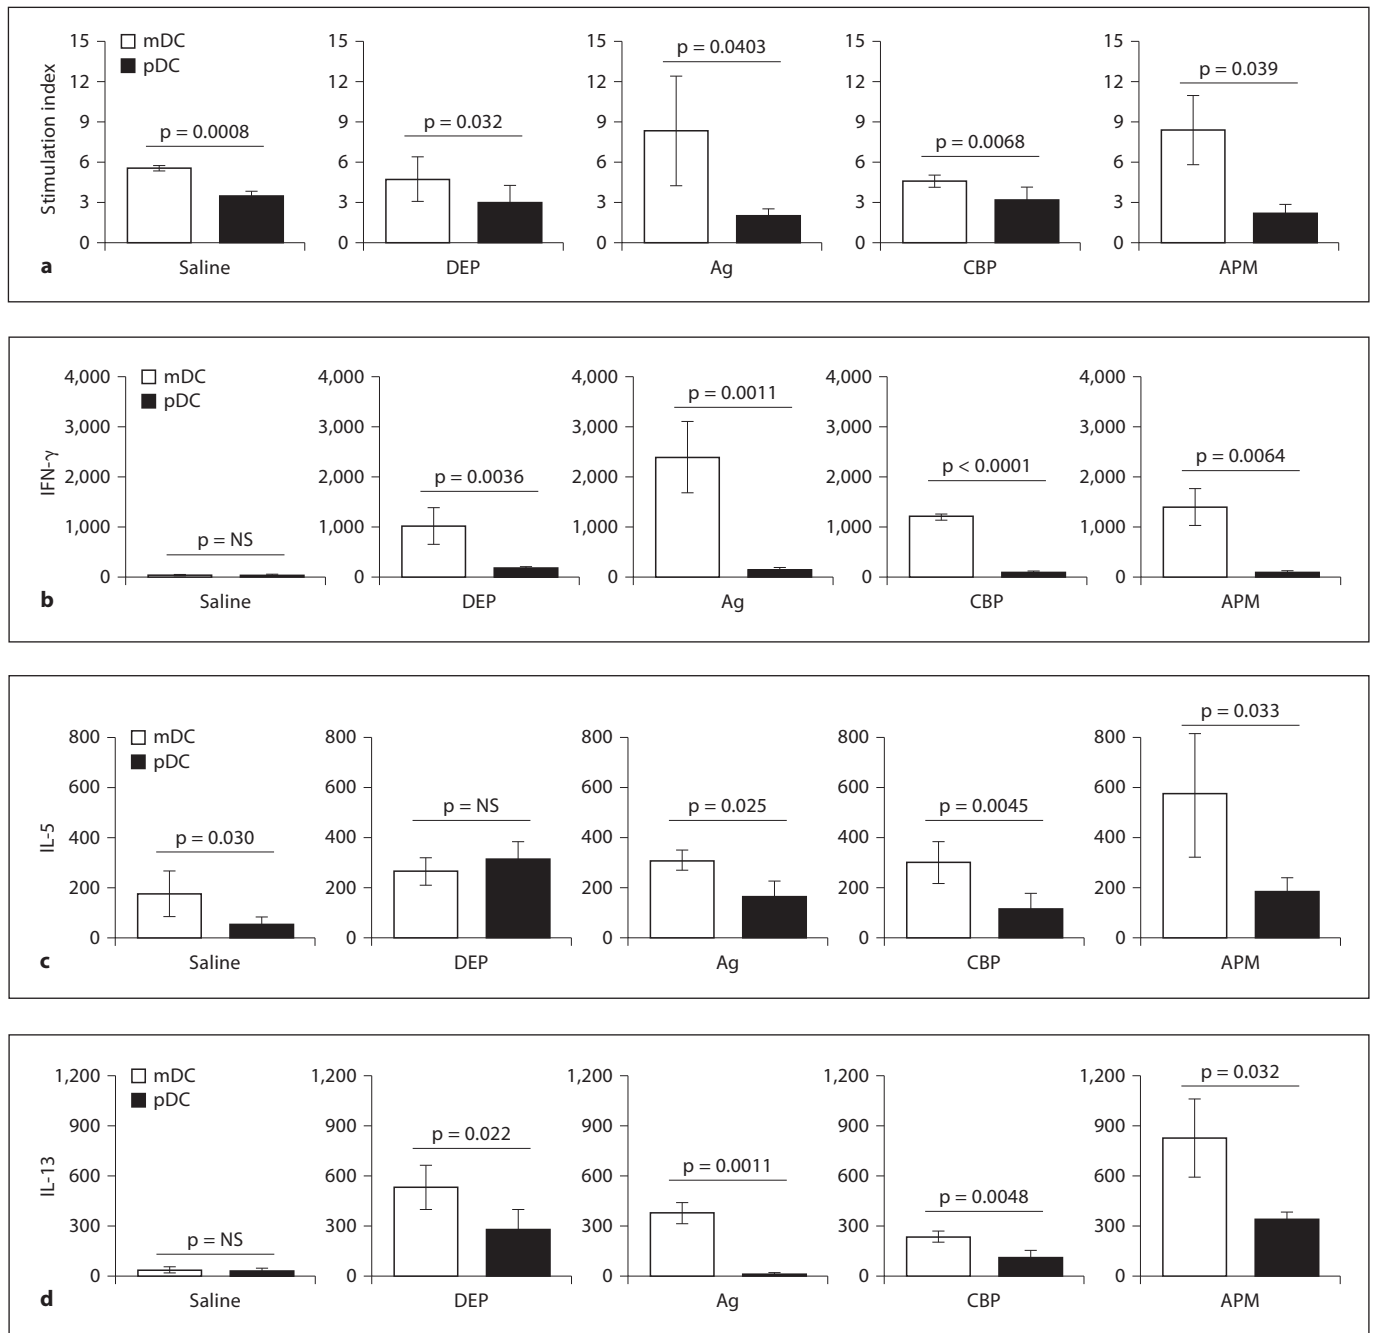 Stimulation index
15
12
9
6
3
0
mDC
pDC
p = 0.0008
Saline
15
12
9
6
3
0
p = 0.032
DEP
15
12
9
6
3
0
p = 0.0403
Ag
15
12
9
6
3
0
p = 0.0068
CBP
15
12
9
6
3
0
p = 0.039
APM
a
IFN-γ
4,000
3,000
2,000
1,000
0
mDC
pDC
p = NS
Saline
4,000
3,000
2,000
1,000
0
p = 0.0036
DEP
4,000
3,000
2,000
1,000
0
p = 0.0011
Ag
4,000
3,000
2,000
1,000
0
p < 0.0001
CBP
4,000
3,000
2,000
1,000
0
p = 0.0064
APM
b
IL-5
800
600
400
200
0
mDC
pDC
p = 0.030
Saline
800
600
400
200
0
p = NS
DEP
800
600
400
200
0
p = 0.025
Ag
800
600
400
200
0
p = 0.0045
CBP
800
600
400
200
0
p = 0.033
APM
c
IL-13
1,200
900
600
300
0
mDC
pDC
p = NS
Saline
1,200
900
600
300
0
p = 0.022
DEP
1,200
900
600
300
0
p = 0.0011
Ag
1,200
900
600
300
0
p = 0.0048
CBP
1,200
900
600
300
0
p = 0.032
APM
d